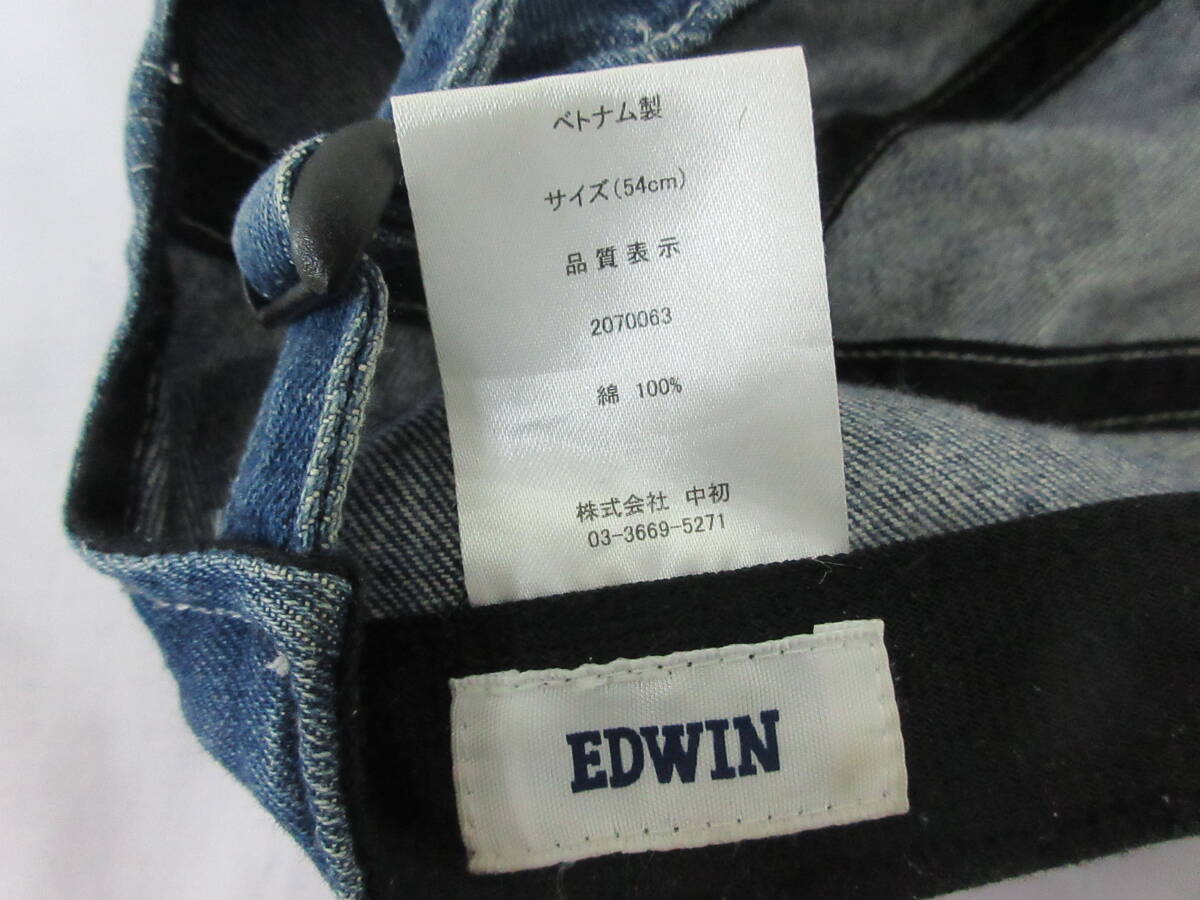 ベトナム製
サイズ(54cm)
品質表示
2070063
綿 100%
株式会社 中初
03-3669-5271
EDWIN